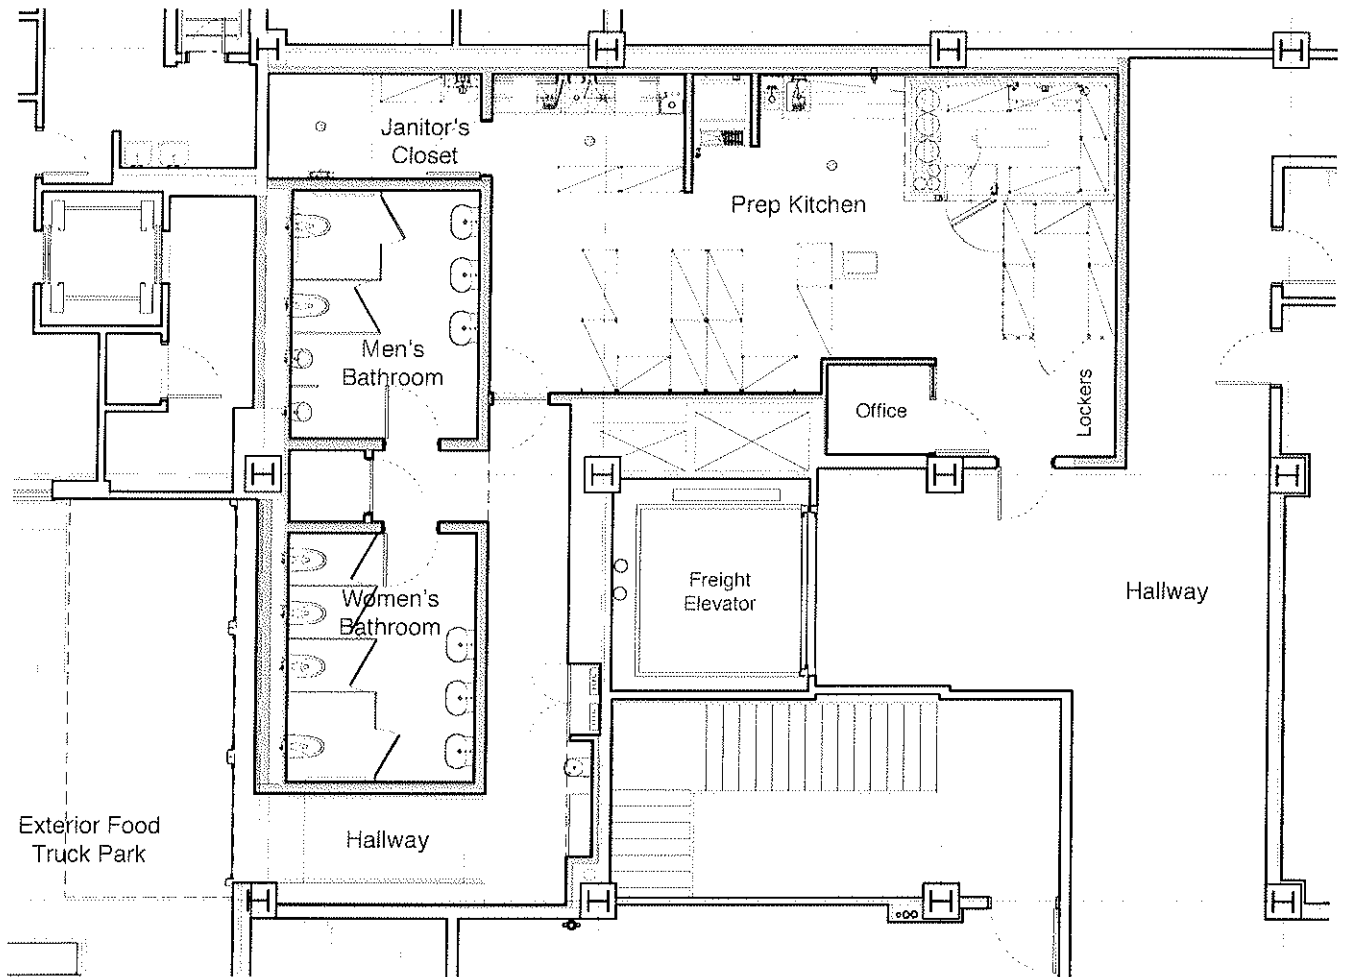 Janitor's
Closet
Prep Kitchen
Men's
Bathroom
Office
Lockers
Freight
Elevator
Hallway
Women's
Bathroom
Exterior Food
Truck Park
Hallway